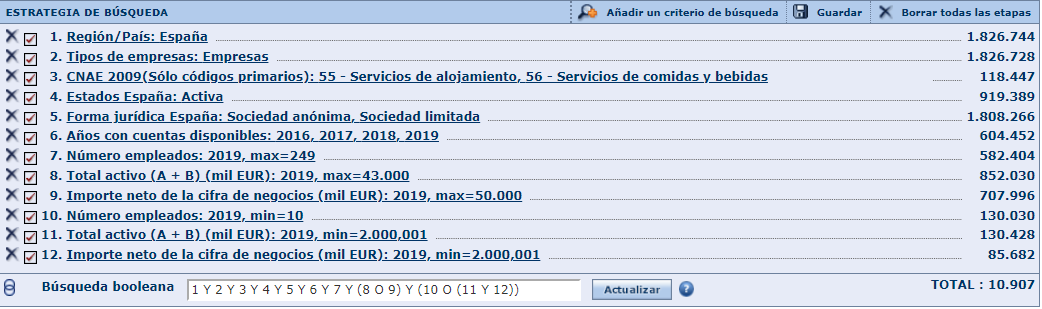 ESTRATEGIA DE BÚSQUEDA Añadir un criterio de búsqueda Guardar Borrar todas las etapas
1. Región/País: España 1.826.744
2. Tipos de empresas: Empresas 1.826.728
3. CNAE 2009(Sólo códigos primarios): 55 - Servicios de alojamiento, 56 - Servicios de comidas y bebidas 118.447
4. Estados España: Activa 919.389
5. Forma jurídica España: Sociedad anónima, Sociedad limitada 1.808.266
6. Años con cuentas disponibles: 2016, 2017, 2018, 2019 604.452
7. Número empleados: 2019, max=249 582.404
8. Total activo (A + B) (mil EUR): 2019, max=43.000 852.030
9. Importe neto de la cifra de negocios (mil EUR): 2019, max=50.000 707.996
10. Número empleados: 2019, min=10 130.030
11. Total activo (A + B) (mil EUR): 2019, min=2.000,001 130.428
12. Importe neto de la cifra de negocios (mil EUR): 2019, min=2.000,001 85.682
Búsqueda booleana 1 Y 2 Y 3 Y 4 Y 5 Y 6 Y 7 Y (8 O 9) Y (10 O (11 Y 12)) Actualizar ? TOTAL : 10.907